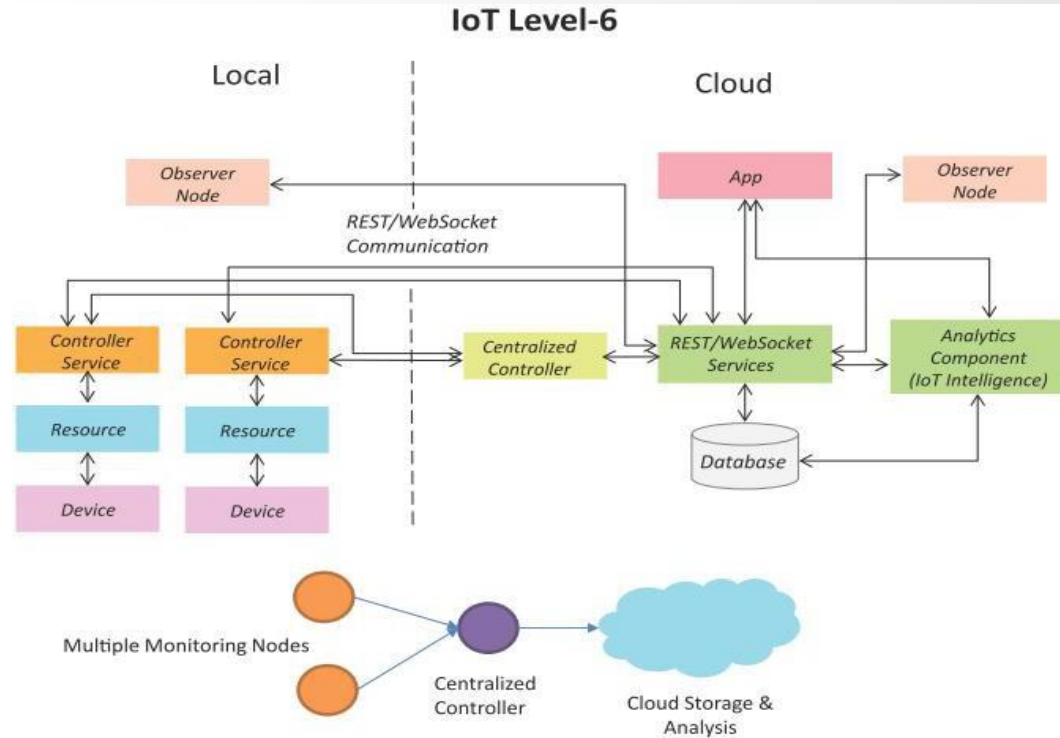 IoT Level-6
Local
Cloud
Observer
Node
App
Observer
Node
REST/WebSocket
Communication
Controller
Service
Controller
Service
Centralized
Controller
REST/WebSocket
Services
Analytics
Component
(IoT Intelligence)
Resource
Resource
Database
Device
Device
Multiple Monitoring Nodes
Centralized
Controller
Cloud Storage &
Analysis